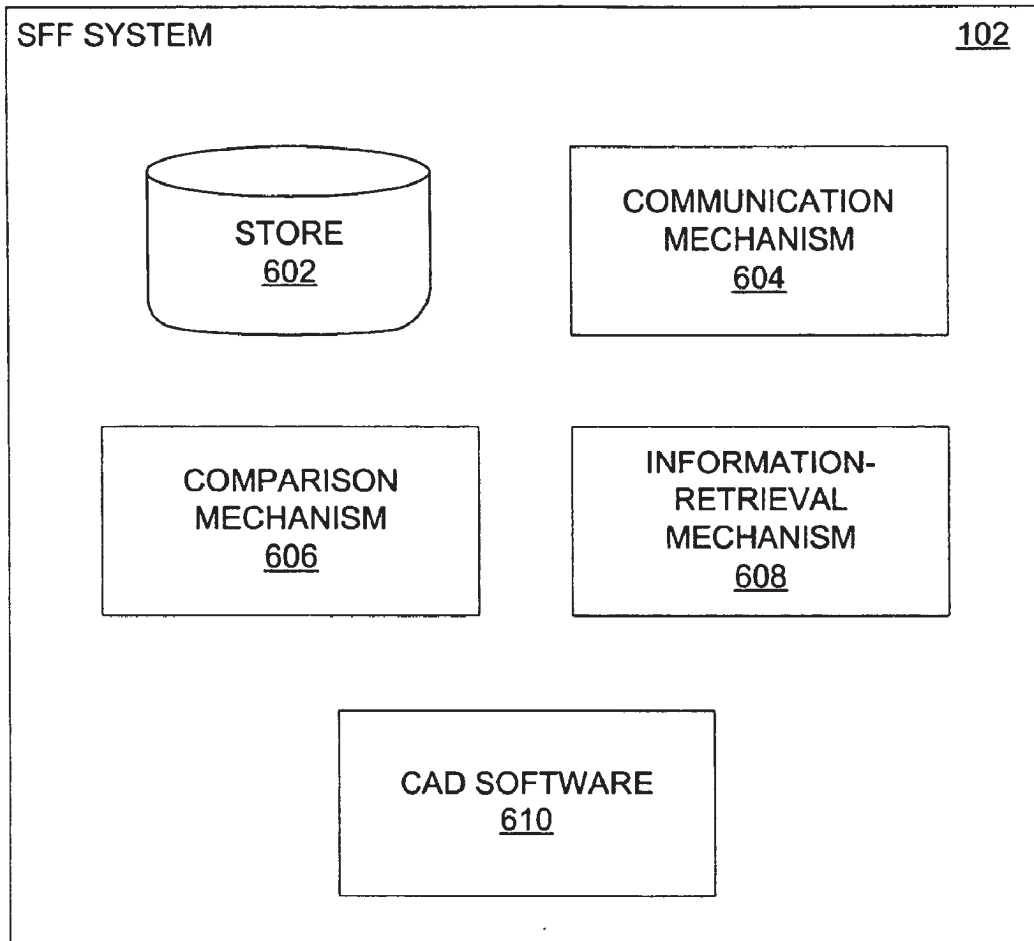 SFF SYSTEM 102
STORE
602
COMMUNICATION
MECHANISM
604
COMPARISON
MECHANISM
606
INFORMATION-
RETRIEVAL
MECHANISM
608
CAD SOFTWARE
610